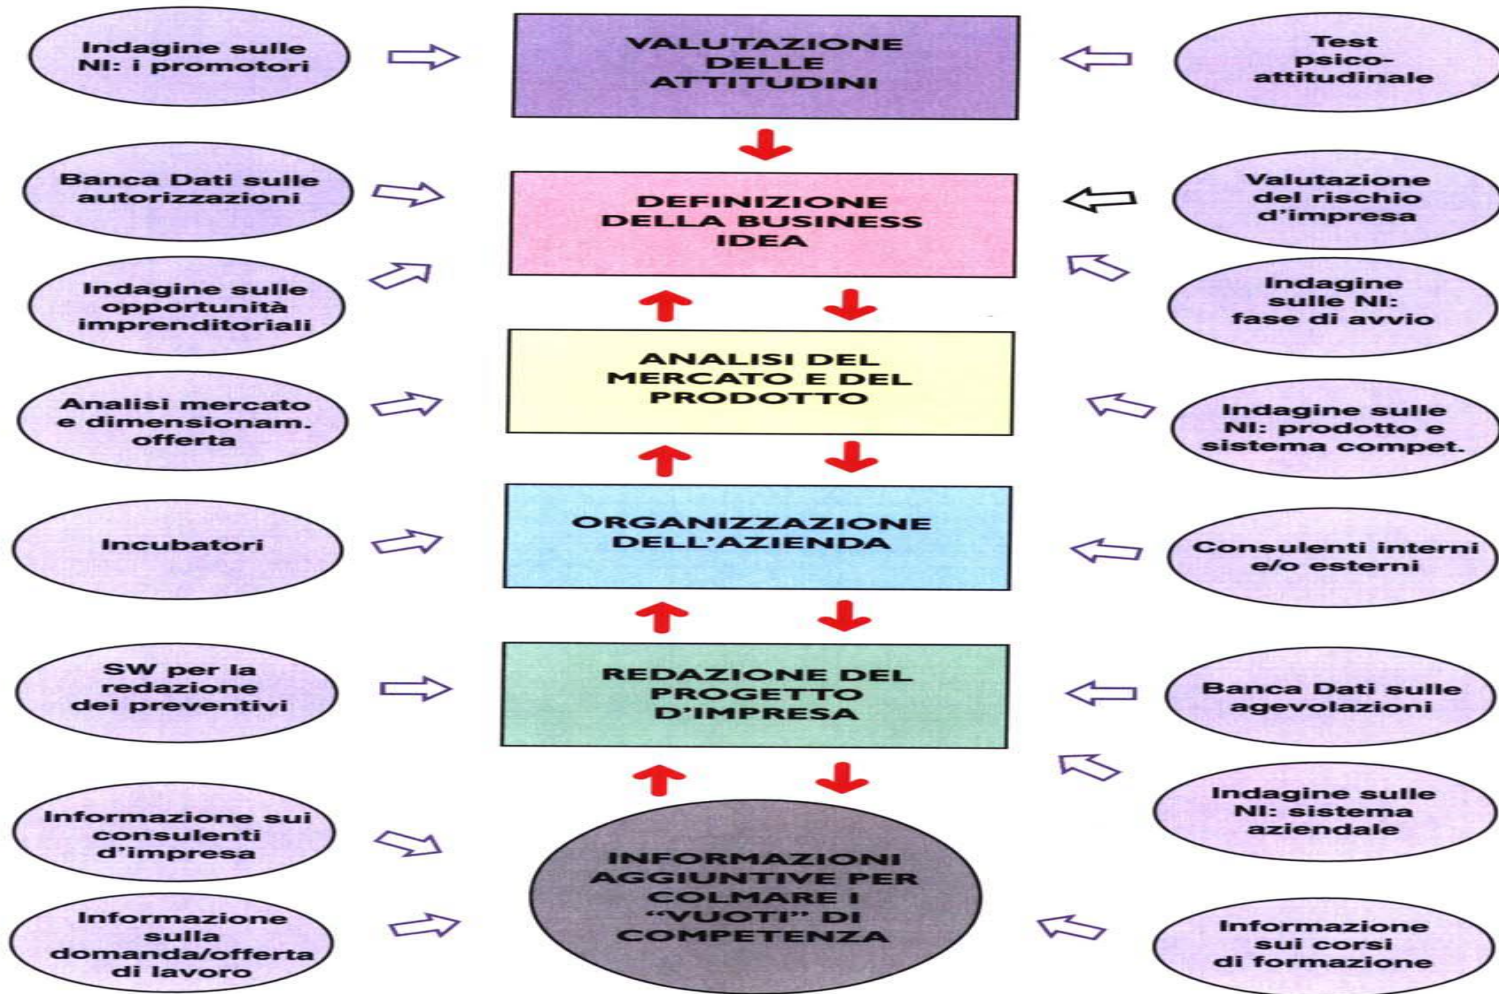 Indagine sulle
NI: i promotori
VALUTAZIONE
DELLE
ATTITUDINI
Test
psico-
attitudinale
Banca Dati sulle
autorizzazioni
DEFINIZIONE
DELLA BUSINESS
IDEA
Valutazione
del rischio
d'impresa
Indagine sulle
opportunità
imprenditoriali
Indagine
sulle NI:
fase di avvio
Analisi mercato
e dimensionam.
offerta
ANALISI DEL
MERCATO E DEL
PRODOTTO
Indagine sulle
NI: prodotto e
sistema compet.
Incubatori
ORGANIZZAZIONE
DELL'AZIENDA
Consulenti interni
e/o esterni
SW per la
redazione
dei preventivi
REDAZIONE DEL
PROGETTO
D'IMPRESA
Banca Dati sulle
agevolazioni
Informazione sui
consulenti
d'impresa
Indagine sulle
NI: sistema
aziendale
INFORMAZIONI
AGGIUNTIVE PER
COLMARE I
“VUOTI” DI
COMPETENZA
Informazione
sulla
domanda/offerta
di lavoro
Informazione
sui corsi
di formazione